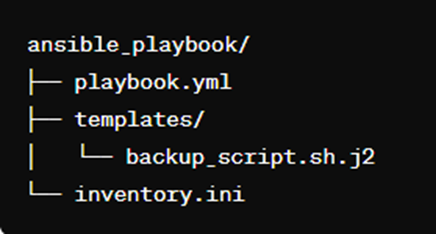 ansible_playbook/
├── playbook.yml
├── templates/
│   └── backup_script.sh.j2
└── inventory.ini